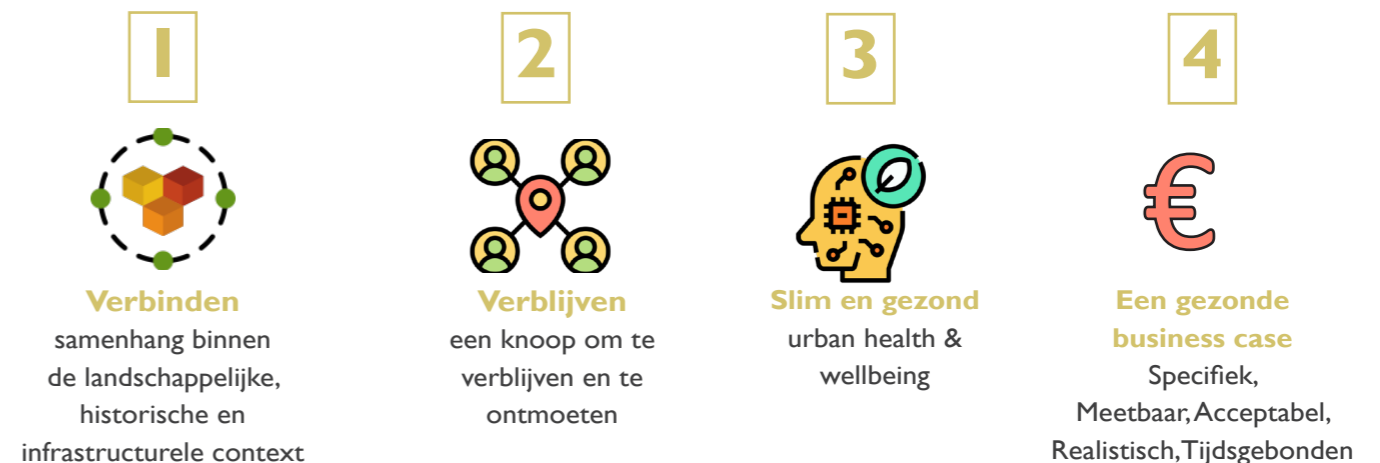 1
Verbinden
samenhang binnen
de landschappelijke,
historische en
infrastructurele context
2
Verblijven
een knoop om te
verblijven en te
ontmoeten
3
Slim en gezond
urban health &
wellbeing
4
Een gezonde
business case
Specifiek,
Meetbaar, Acceptabel,
Realistisch, Tijdsgebonden
€